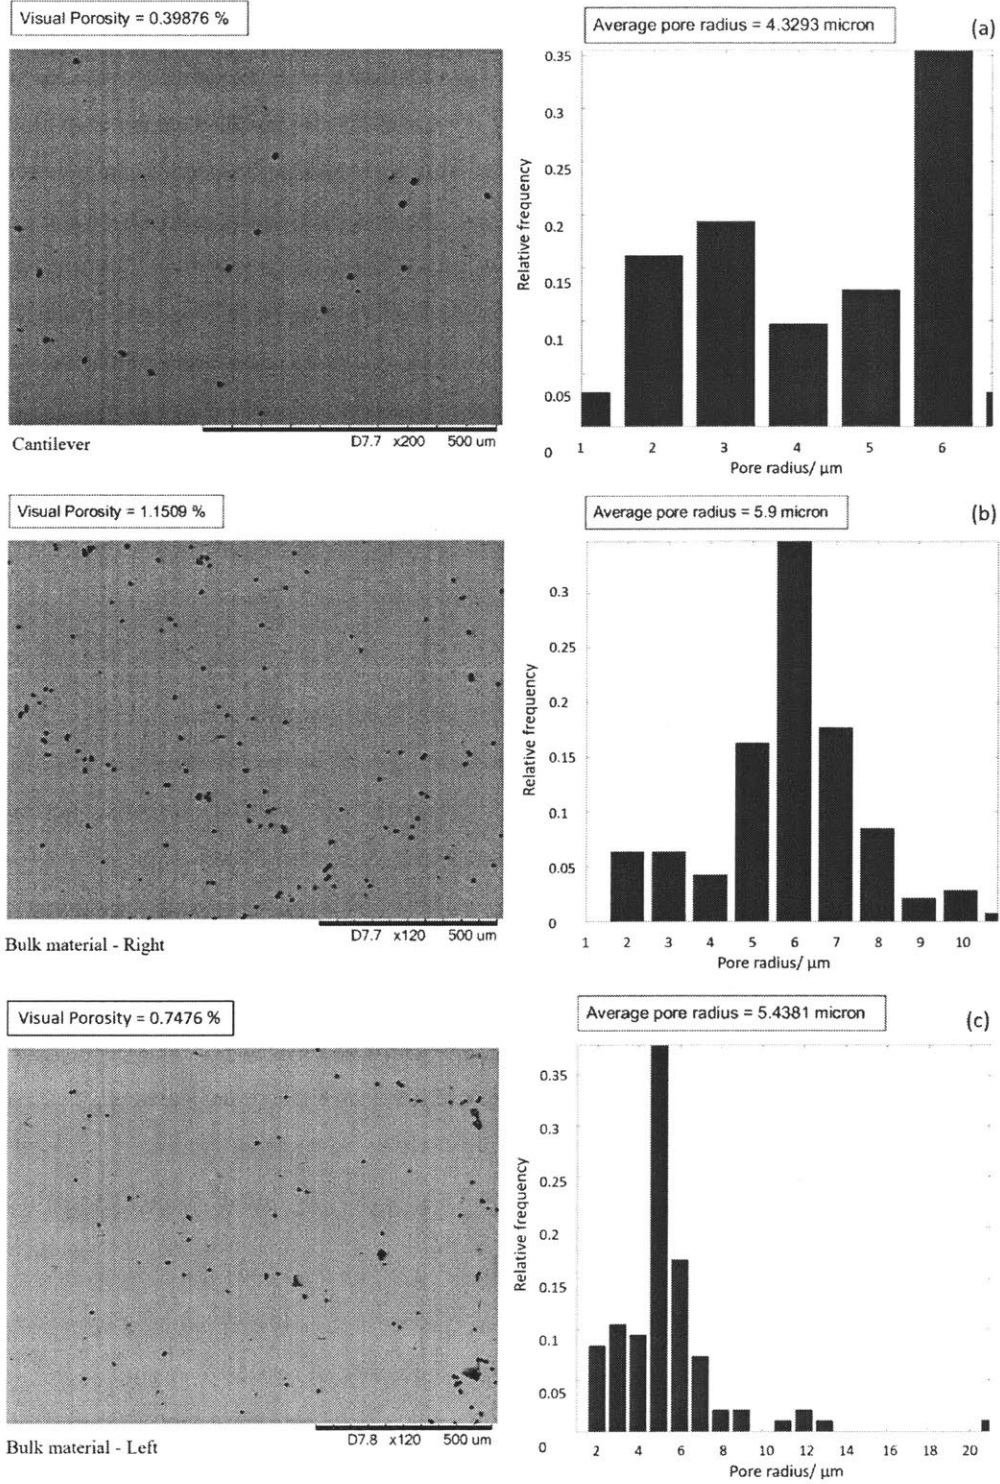 Visual Porosity = 0.39876 %
Average pore radius = 4.3293 micron
(a)
Relative frequency
0.35
0.3
0.25
0.2
0.15
0.1
0.05
0
1 2 3 4 5 6
Pore radius/ μm
Cantilever
D7.7 x200 500 um
Visual Porosity = 1.1509 %
Average pore radius = 5.9 micron
(b)
Relative frequency
0.3
0.25
0.2
0.15
0.1
0.05
0
1 2 3 4 5 6 7 8 9 10
Pore radius/ μm
Bulk material - Right
D7.7 x120 500 um
Visual Porosity = 0.7476 %
Average pore radius = 5.4381 micron
(c)
Relative frequency
0.35
0.3
0.25
0.2
0.15
0.1
0.05
0
2 4 6 8 10 12 14 16 18 20
Pore radius/ μm
Bulk material - Left
D7.8 x120 500 um